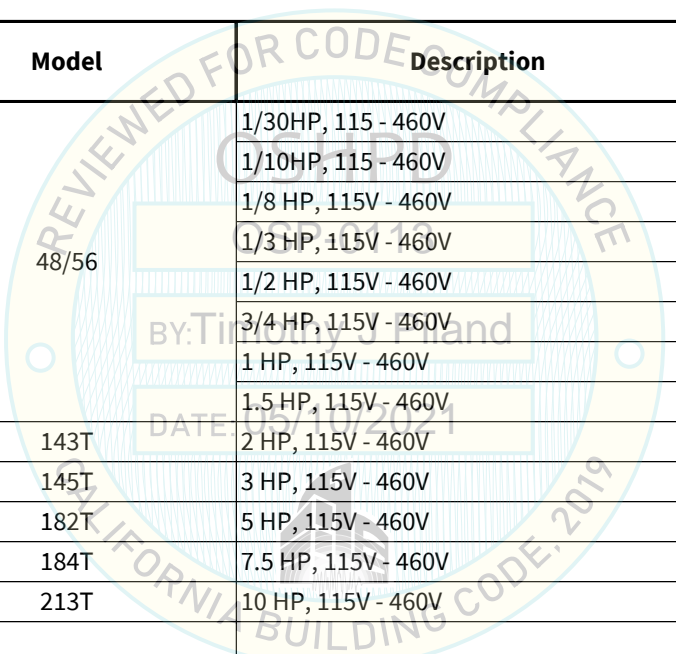 Model Description
1/30HP, 115 - 460V
1/10HP, 115 - 460V
1/8 HP, 115V - 460V
1/3 HP, 115V - 460V
48/56
1/2 HP, 115V - 460V
3/4 HP, 115V - 460V
1 HP, 115V - 460V
1.5 HP, 115V - 460V
143T 2 HP, 115V - 460V
145T 3 HP, 115V - 460V
182T 5 HP, 115V - 460V
184T 7.5 HP, 115V - 460V
213T 10 HP, 115V - 460V
REVIEWED FOR CODE COMPLIANCE
OSHPD
OSP-0113
BY: Timothy J Piland
DATE: 05/10/2021
CALIFORNIA BUILDING CODE, 2019